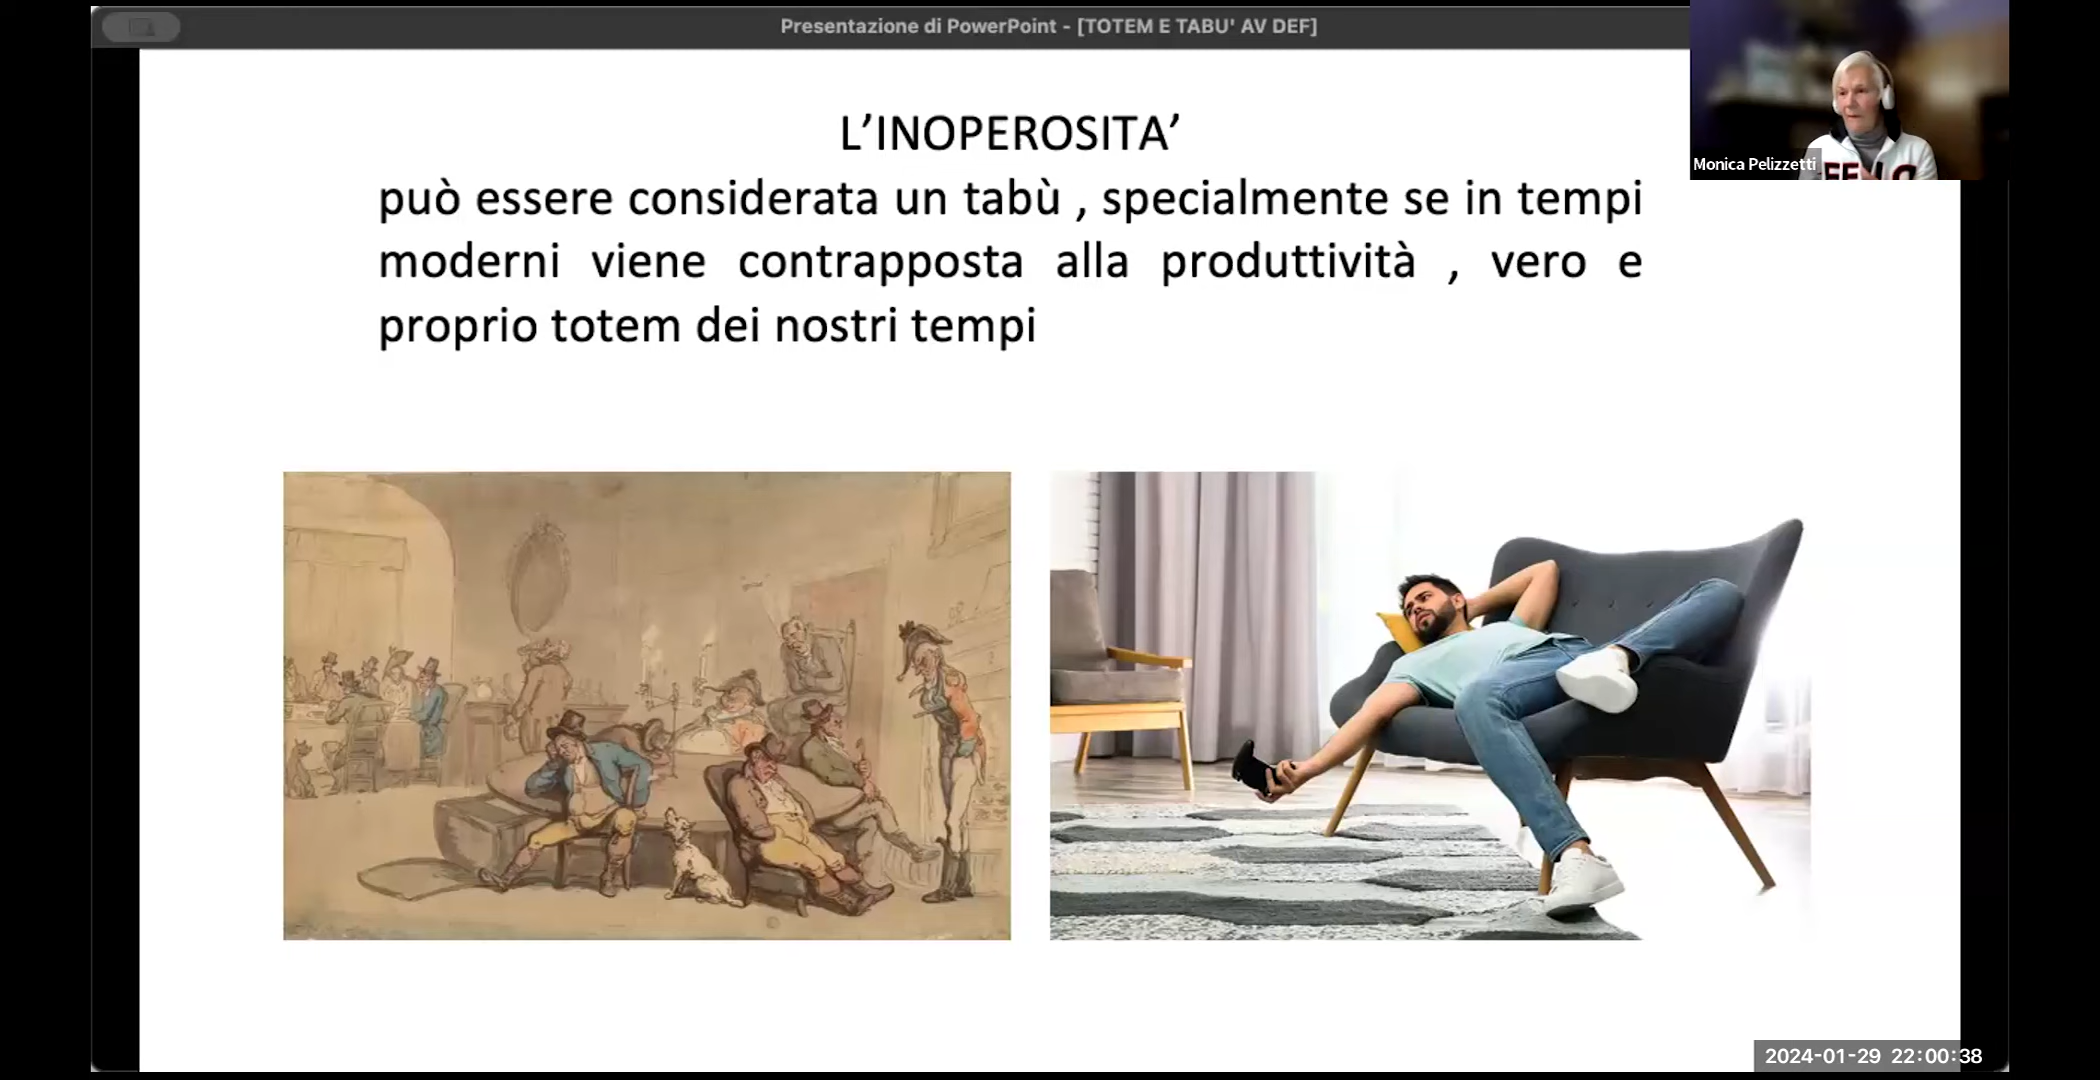 Presentazione di PowerPoint - [TOTEM E TABU' AV DEF]
L’INOPEROSITA’
può essere considerata un tabù , specialmente se in tempi
moderni viene contrapposta alla produttività , vero e
proprio totem dei nostri tempi
Monica Pelizzetti
2024-01-29 22:00:38